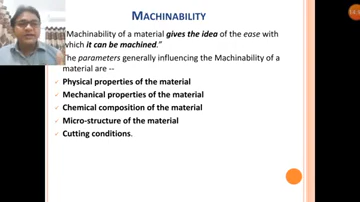 MACHINABILITY
Machinability of a material gives the idea of the ease with
which it can be machined.”
The parameters generally influencing the Machinability of a
material are --
Physical properties of the material
Mechanical properties of the material
Chemical composition of the material
Micro-structure of the material
Cutting conditions.